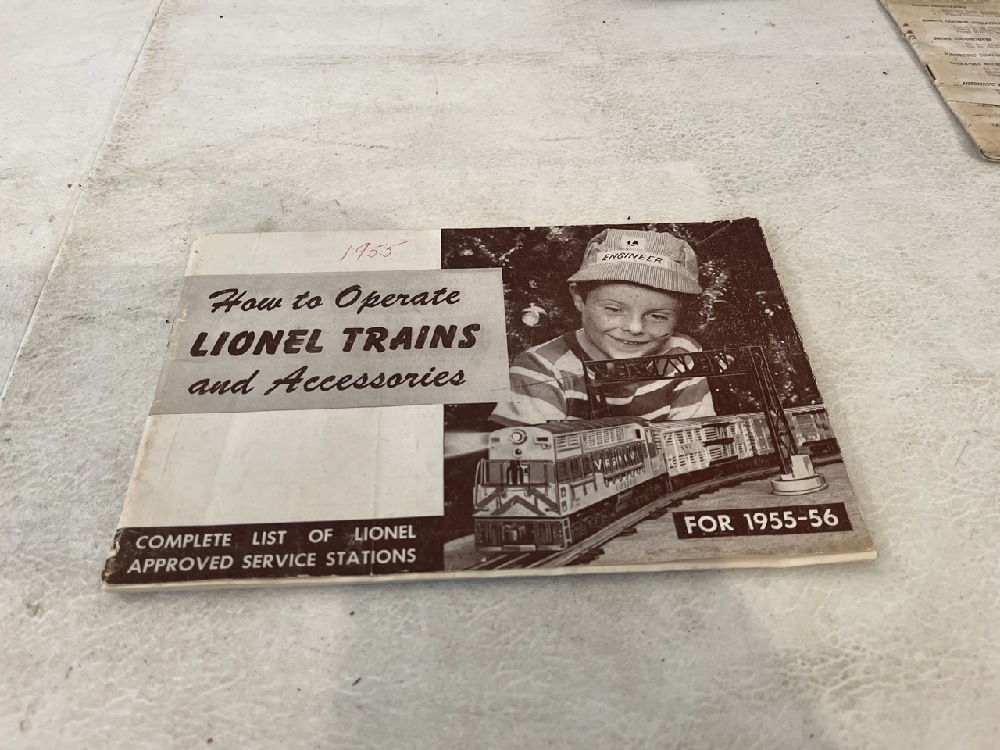 1955
How to Operate
LIONEL TRAINS
and Accessories
ENGINEER
COMPLETE LIST OF LIONEL
APPROVED SERVICE STATIONS
FOR 1955-56